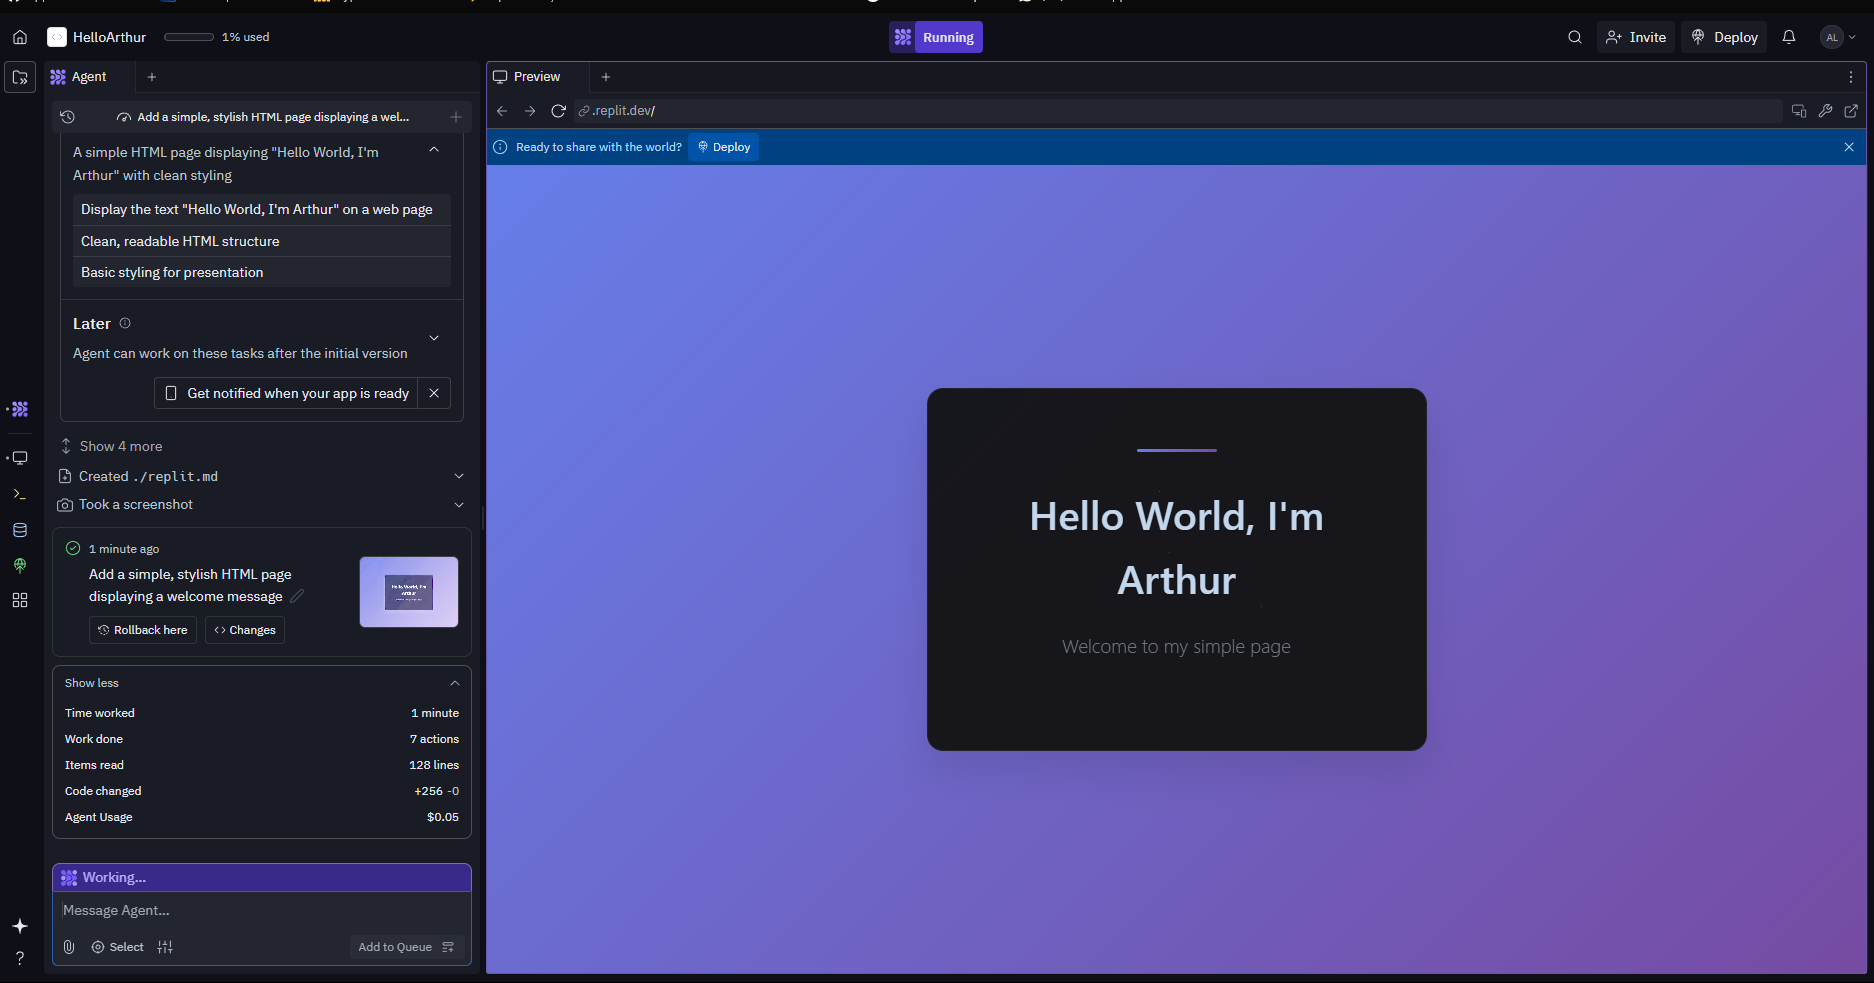 HelloArthur
1% used
Running
Invite
Deploy
AL
Agent
Preview
Add a simple, stylish HTML page displaying a wel...
A simple HTML page displaying "Hello World, I'm
Arthur" with clean styling
Display the text "Hello World, I'm Arthur" on a web page
Clean, readable HTML structure
Basic styling for presentation
Later
Agent can work on these tasks after the initial version
Get notified when your app is ready
Show 4 more
Created ./replit.md
Took a screenshot
1 minute ago
Add a simple, stylish HTML page
displaying a welcome message
Rollback here
Changes
Hello World, I'm
Arthur
Show less
Time worked 1 minute
Work done 7 actions
Items read 128 lines
Code changed +256 -0
Agent Usage $0.05
Working...
Message Agent...
Select
Add to Queue
.replit.dev/
Ready to share with the world?
Deploy
Hello World, I'm
Arthur
Welcome to my simple page